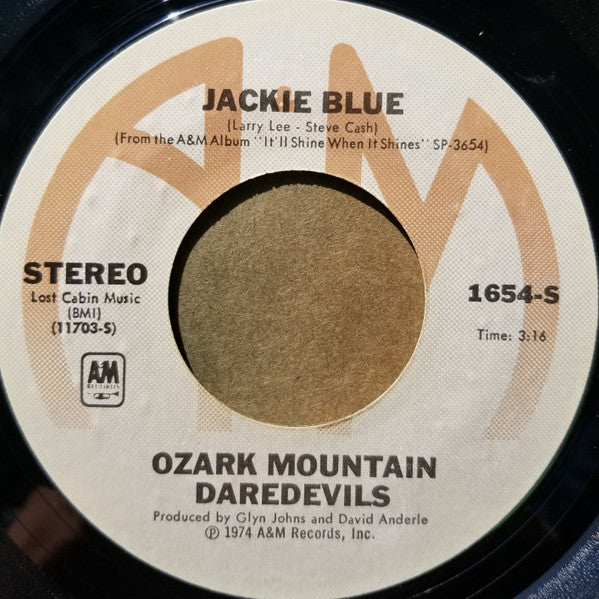 JACKIE BLUE
(Larry Lee - Steve Cash)
(From the A&M Album "It'll Shine When It Shines" SP-3654)
STEREO
Lost Cabin Music
(BMI)
(11703-S)
1654-S
Time: 3:16
AM
RECORDS
OZARK MOUNTAIN
DAREDEVILS
Produced by Glyn Johns and David Anderle
℗ 1974 A&M Records, Inc.